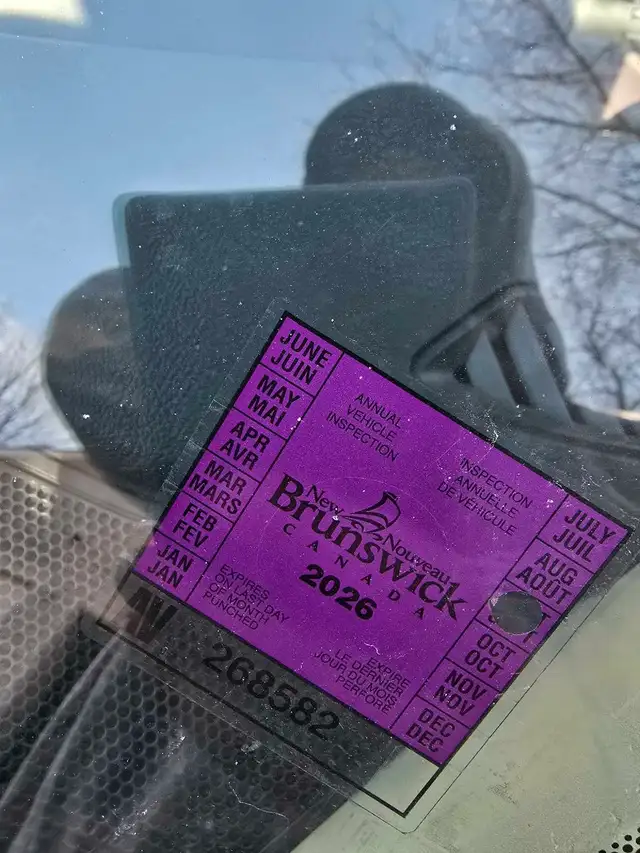 JUNE
JUIN
MAY
MAI
APR
AVR
MAR
MARS
FEB
FEV
JAN
JAN
ANNUAL
VEHICLE
INSPECTION
INSPECTION
ANNUELLE
DE VÉHICULE
New Nouveau
Brunswick
CANADA
2026
EXPIRES
ON LAST DAY
OF MONTH
PUNCHED
EXPIRE
LE DERNIER
JOUR DU MOIS
PERFORÉ
JULY
JUIL
AUG
AOÛT
OCT
OCT
NOV
NOV
DEC
DEC
268582